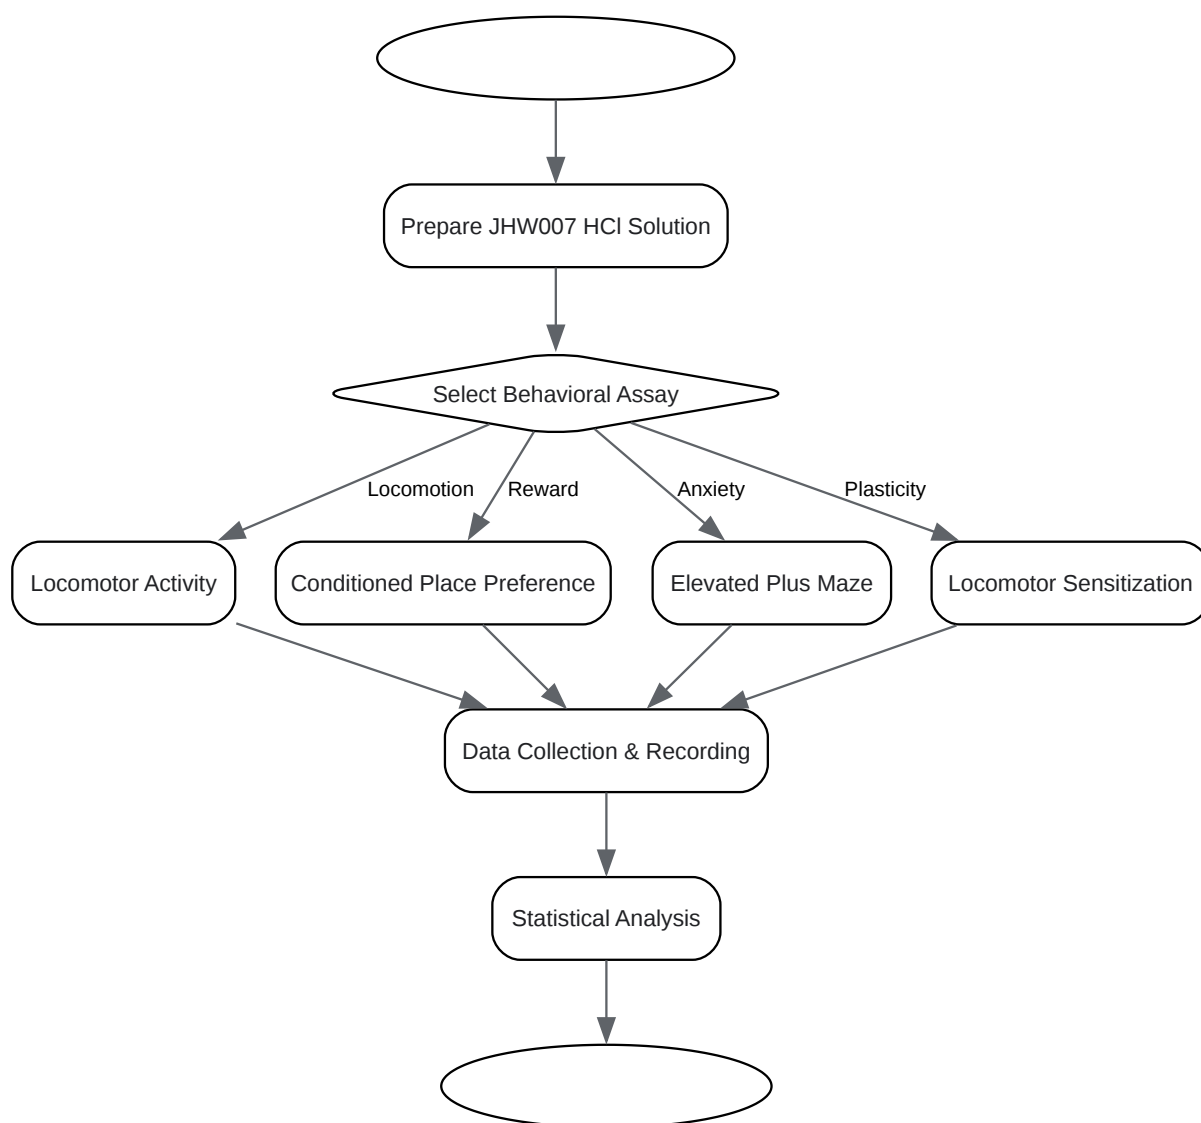 Prepare JHW007 HCl Solution
Select Behavioral Assay
Locomotion
Reward
Anxiety
Plasticity
Locomotor Activity
Conditioned Place Preference
Elevated Plus Maze
Locomotor Sensitization
Data Collection & Recording
Statistical Analysis